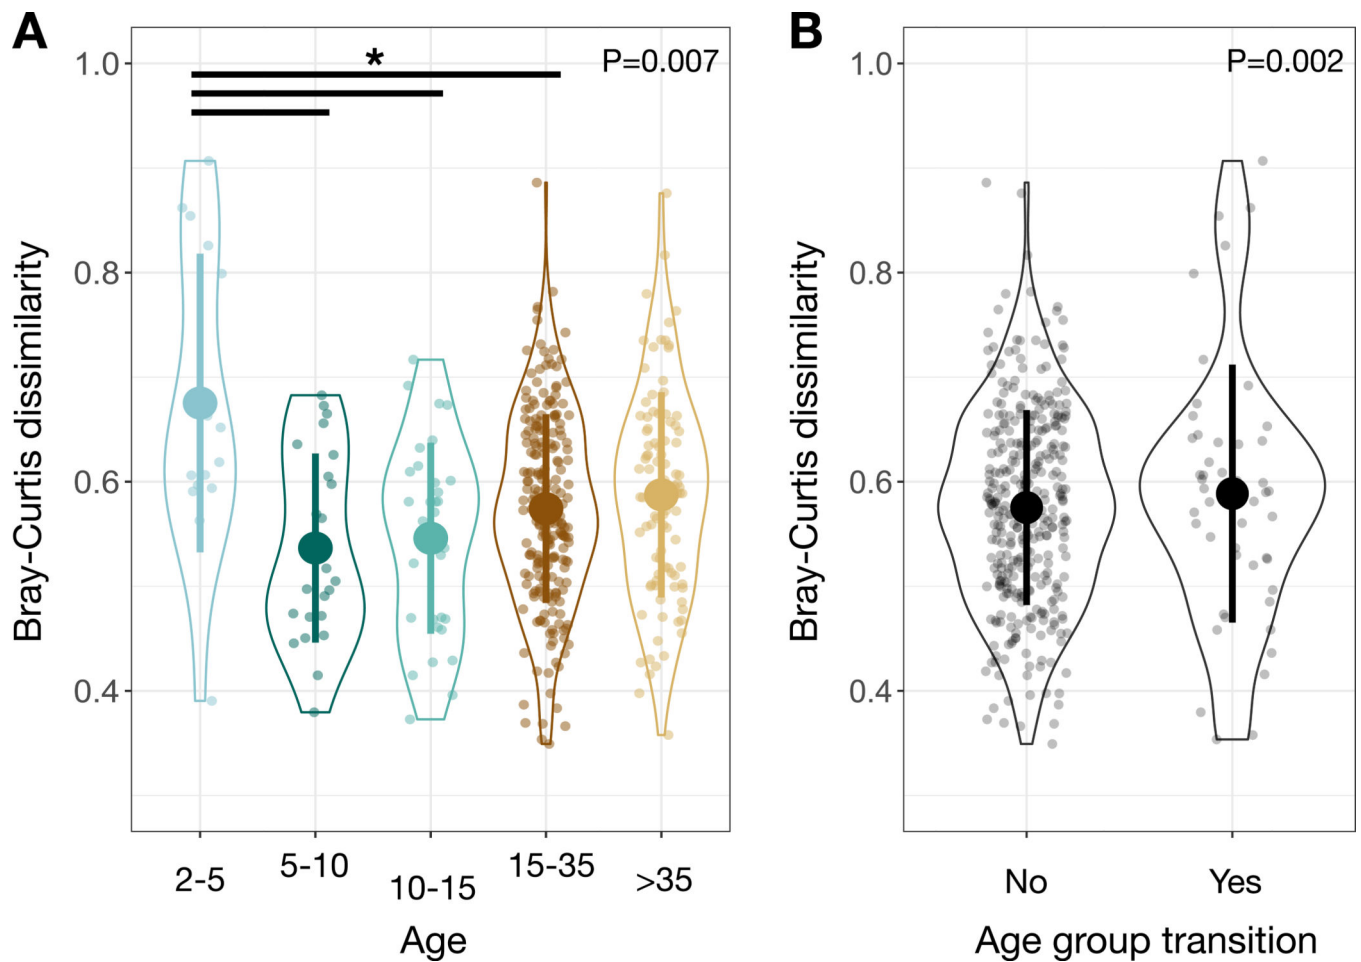 A
*
P=0.007
1.0
0.8
0.6
0.4
Bray-Curtis dissimilarity
2-5
5-10
10-15
15-35
>35
Age
B
P=0.002
1.0
0.8
0.6
0.4
Bray-Curtis dissimilarity
No
Yes
Age group transition